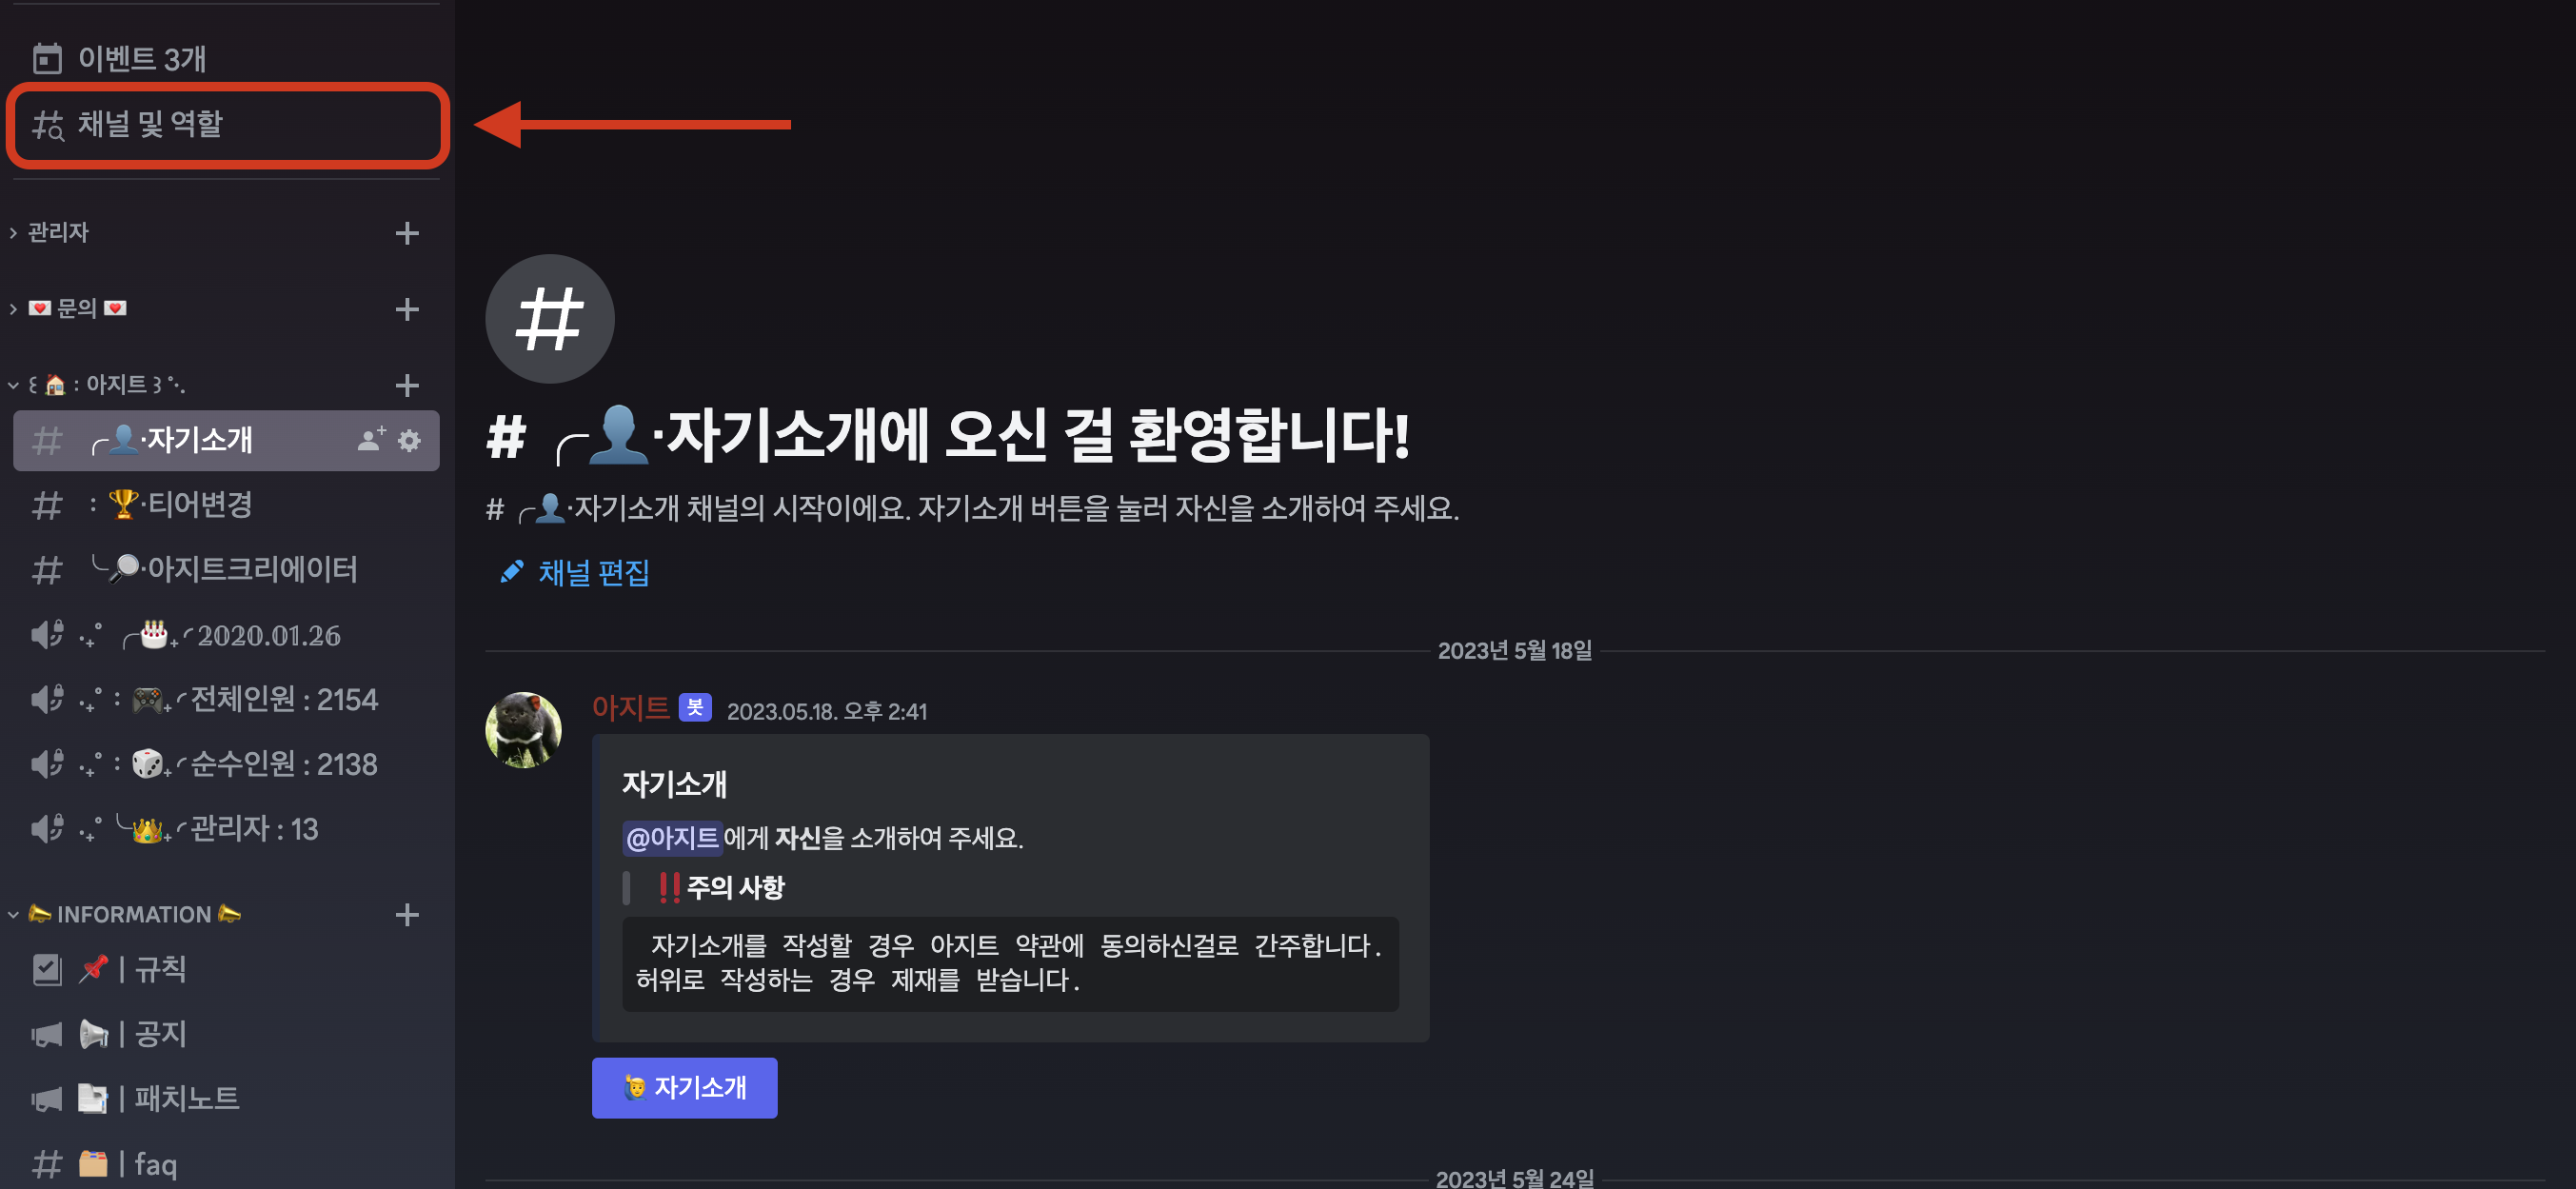 이벤트 3개
채널 및 역할
관리자
💌 문의 💌
꒰🏠 : 아지트꒱ ˚‧.
╭👤·자기소개
: 🏆·티어변경
╰🔎·아지트크리에이터
‧₊˚ ╭🎂₊˚𝟚𝟘𝟚𝟘.𝟘𝟙.𝟚𝟞
‧₊˚ : 🎮₊˚전체인원 : 2154
‧₊˚ : 🎲₊˚순수인원 : 2138
‧₊˚ ╰👑₊˚관리자 : 13
📣 INFORMATION 📣
📌 | 규칙
📢 | 공지
📑 | 패치노트
🗂️ | faq
# ╭👤·자기소개에 오신 걸 환영합니다!
# ╭👤·자기소개 채널의 시작이에요. 자기소개 버튼을 눌러 자신을 소개하여 주세요.
채널 편집
2023년 5월 18일
아지트 봇 2023.05.18. 오후 2:41
자기소개
@아지트에게 자신을 소개하여 주세요.
‼️주의 사항
자기소개를 작성할 경우 아지트 약관에 동의하신걸로 간주합니다.
허위로 작성하는 경우 제재를 받습니다.
🙋‍♂️ 자기소개
2023년 5월 24일